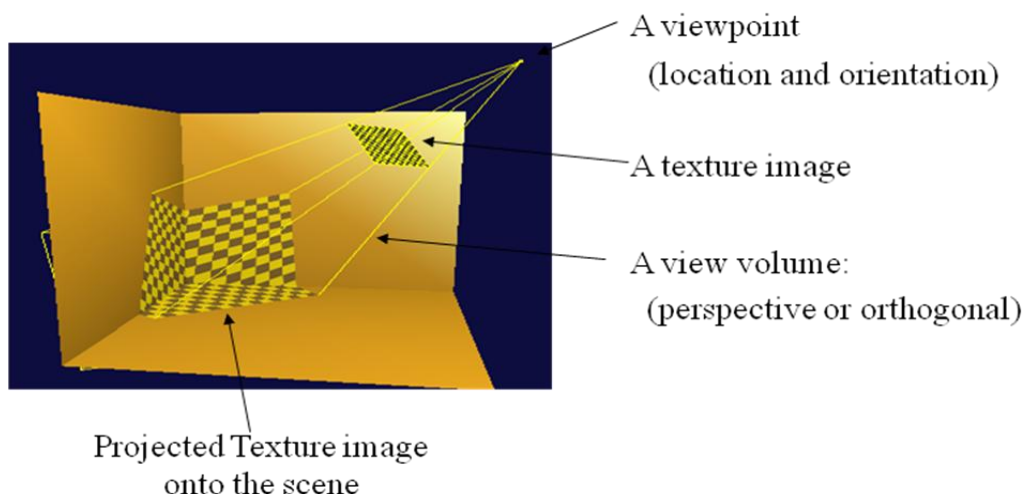 A viewpoint
(location and orientation)
A texture image
A view volume:
(perspective or orthogonal)
Projected Texture image
onto the scene